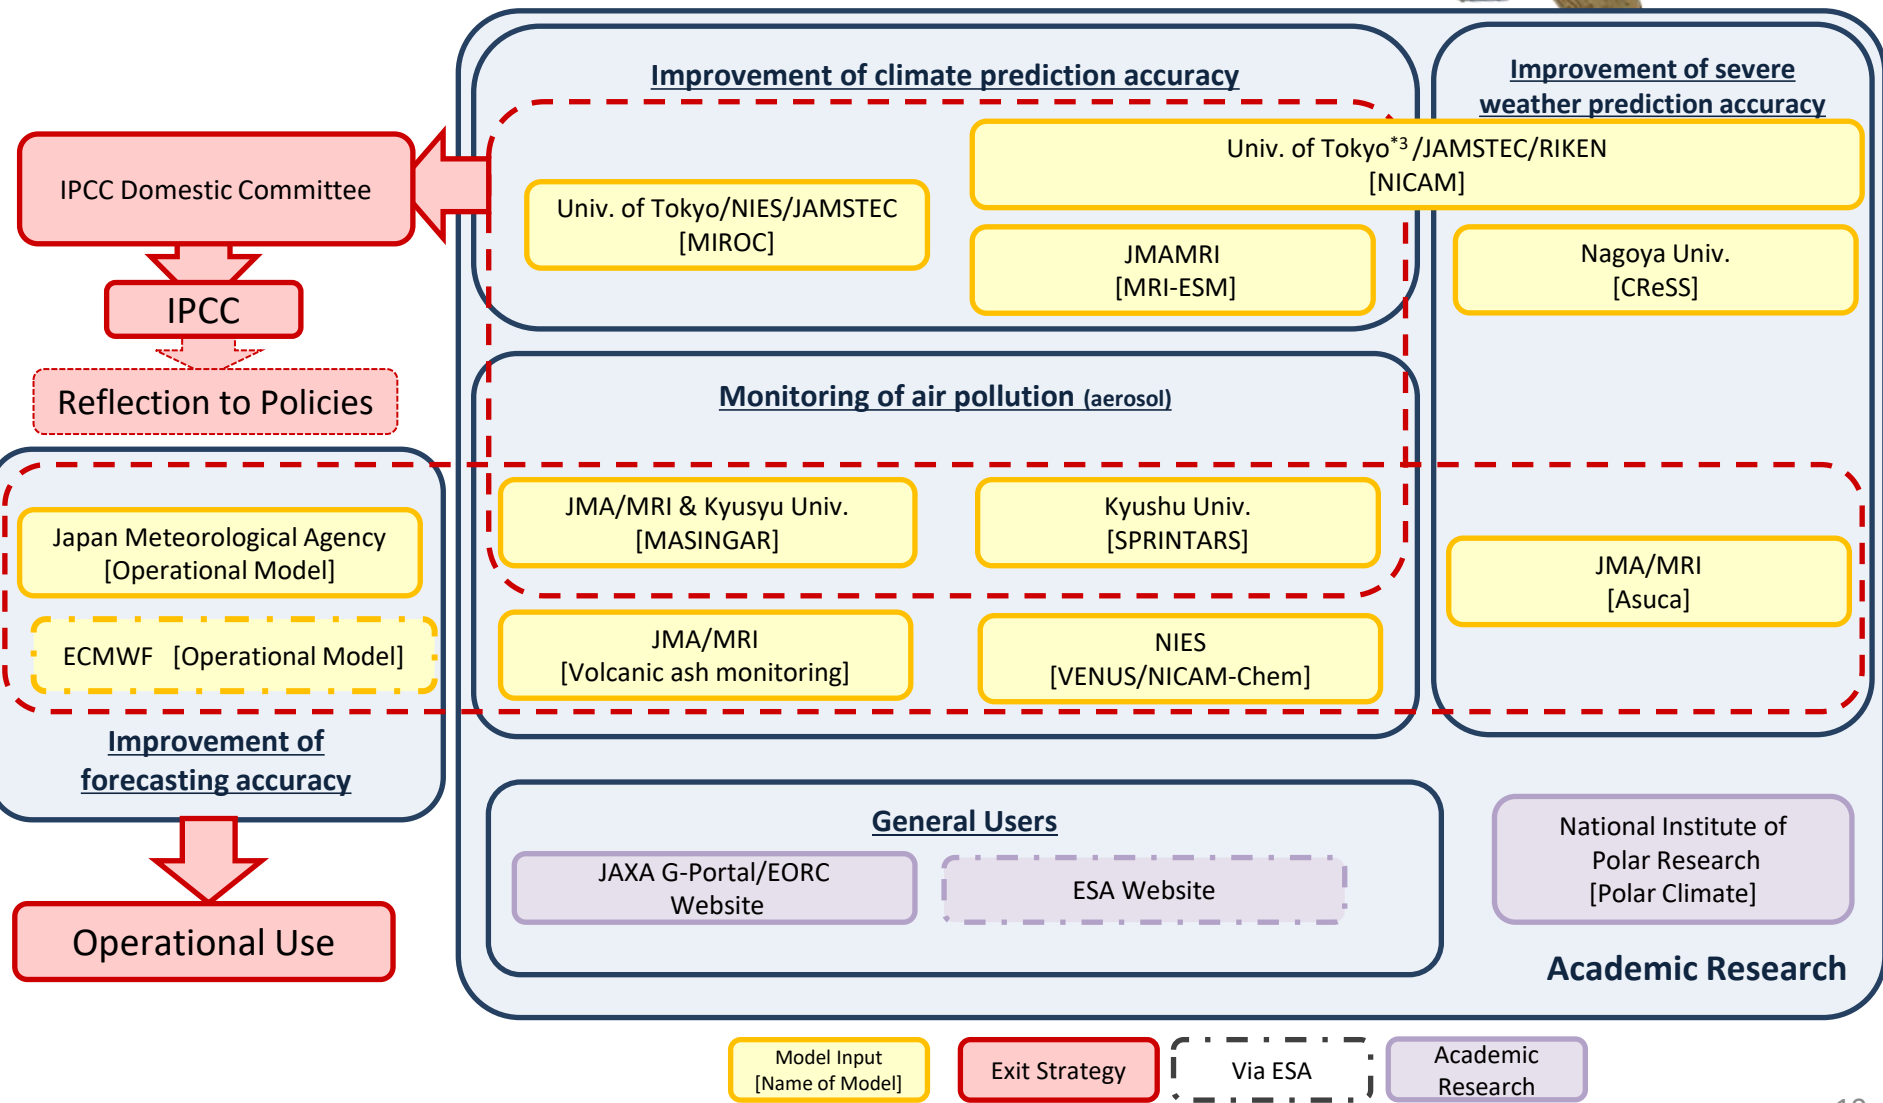 Improvement of climate prediction accuracy
Improvement of severe
weather prediction accuracy
Univ. of Tokyo*3 /JAMSTEC/RIKEN
[NICAM]
IPCC Domestic Committee
Univ. of Tokyo/NIES/JAMSTEC
[MIROC]
JMAMRI
[MRI-ESM]
Nagoya Univ.
[CReSS]
IPCC
Reflection to Policies
Monitoring of air pollution (aerosol)
JMA/MRI & Kyusyu Univ.
[MASINGAR]
Kyushu Univ.
[SPRINTARS]
Japan Meteorological Agency
[Operational Model]
JMA/MRI
[Asuca]
ECMWF [Operational Model]
JMA/MRI
[Volcanic ash monitoring]
NIES
[VENUS/NICAM-Chem]
Improvement of
forecasting accuracy
General Users
JAXA G-Portal/EORC
Website
ESA Website
National Institute of
Polar Research
[Polar Climate]
Operational Use
Academic Research
Model Input
[Name of Model]
Exit Strategy
Via ESA
Academic
Research